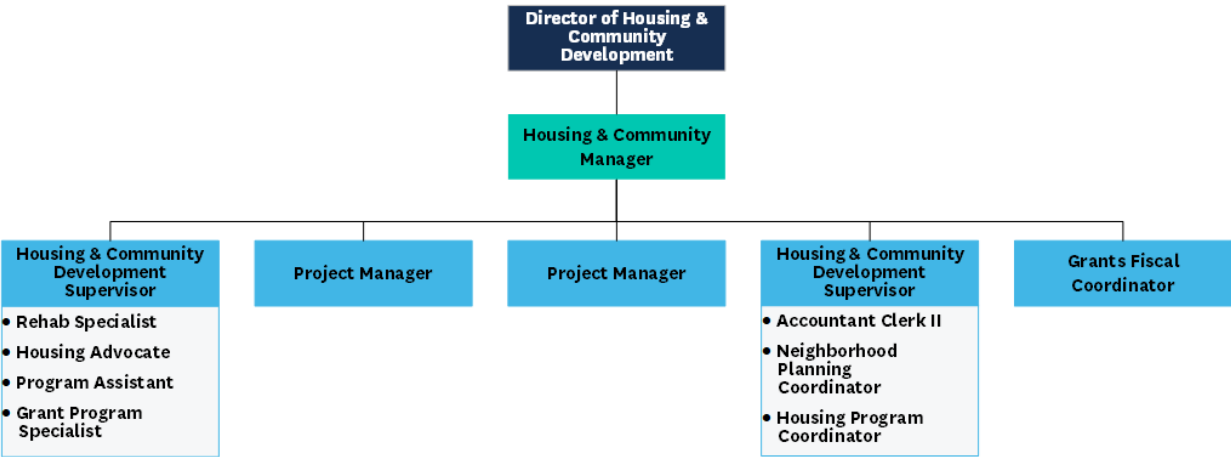 Director of Housing &
Community
Development
Housing & Community
Manager
Housing & Community
Development
Supervisor
• Rehab Specialist
• Housing Advocate
• Program Assistant
• Grant Program
Specialist
Project Manager
Project Manager
Housing & Community
Development
Supervisor
• Accountant Clerk II
• Neighborhood
Planning
Coordinator
• Housing Program
Coordinator
Grants Fiscal
Coordinator